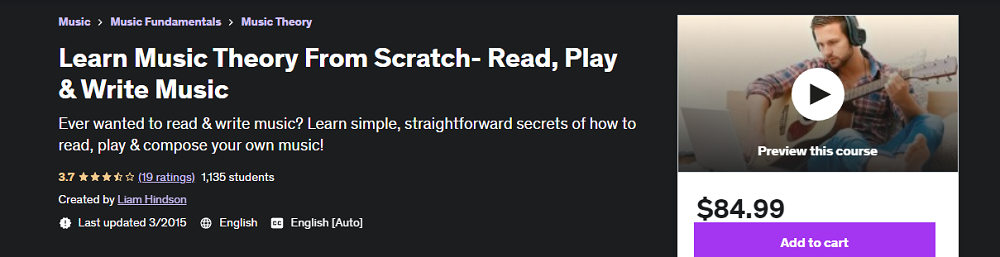 Music > Music Fundamentals > Music Theory
Learn Music Theory From Scratch- Read, Play
& Write Music
Ever wanted to read & write music? Learn simple, straightforward secrets of how to
read, play & compose your own music!
3.7 (19 ratings) 1,135 students
Created by Liam Hindson
Last updated 3/2015 English CC English [Auto]
Preview this course
$84.99
Add to cart